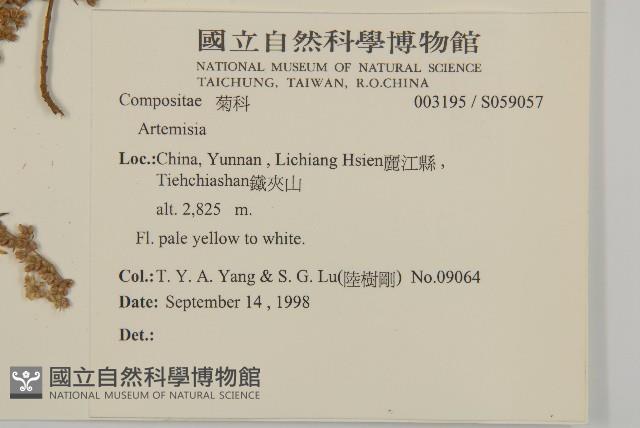 國立自然科學博物館
NATIONAL MUSEUM OF NATURAL SCIENCE
TAICHUNG, TAIWAN, R.O.CHINA
Compositae 菊科 003195 / S059057
Artemisia
Loc.:China, Yunnan , Lichiang Hsien麗江縣 ,
Tiehchiashan鐵夾山
alt. 2,825 m.
Fl. pale yellow to white.
Col.: T. Y. A. Yang & S. G. Lu(陸樹剛) No.09064
Date: September 14 , 1998
Det.:
國立自然科學博物館
NATIONAL MUSEUM OF NATURAL SCIENCE